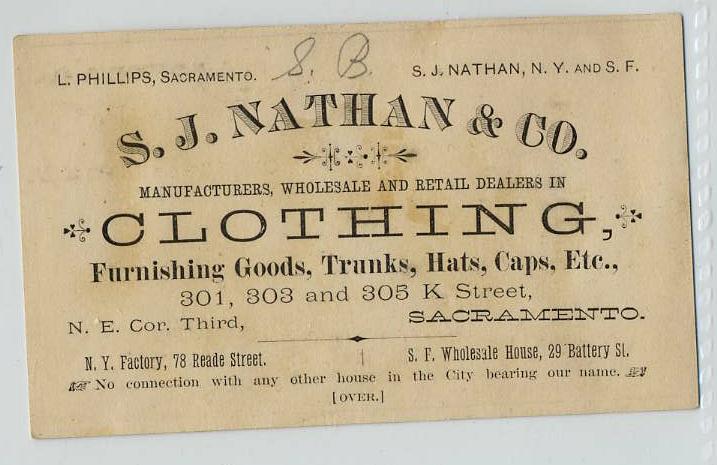 S. B.
L. PHILLIPS, SACRAMENTO. S. J. NATHAN, N. Y. AND S. F.
S. J. NATHAN & CO.
MANUFACTURERS, WHOLESALE AND RETAIL DEALERS IN
CLOTHING,
Furnishing Goods, Trunks, Hats, Caps, Etc.,
301, 303 and 305 K Street,
N. E. Cor. Third, SACRAMENTO.
N. Y. Factory, 78 Reade Street. S. F. Wholesale House, 29 Battery St.
No connection with any other house in the City bearing our name.
[OVER.]